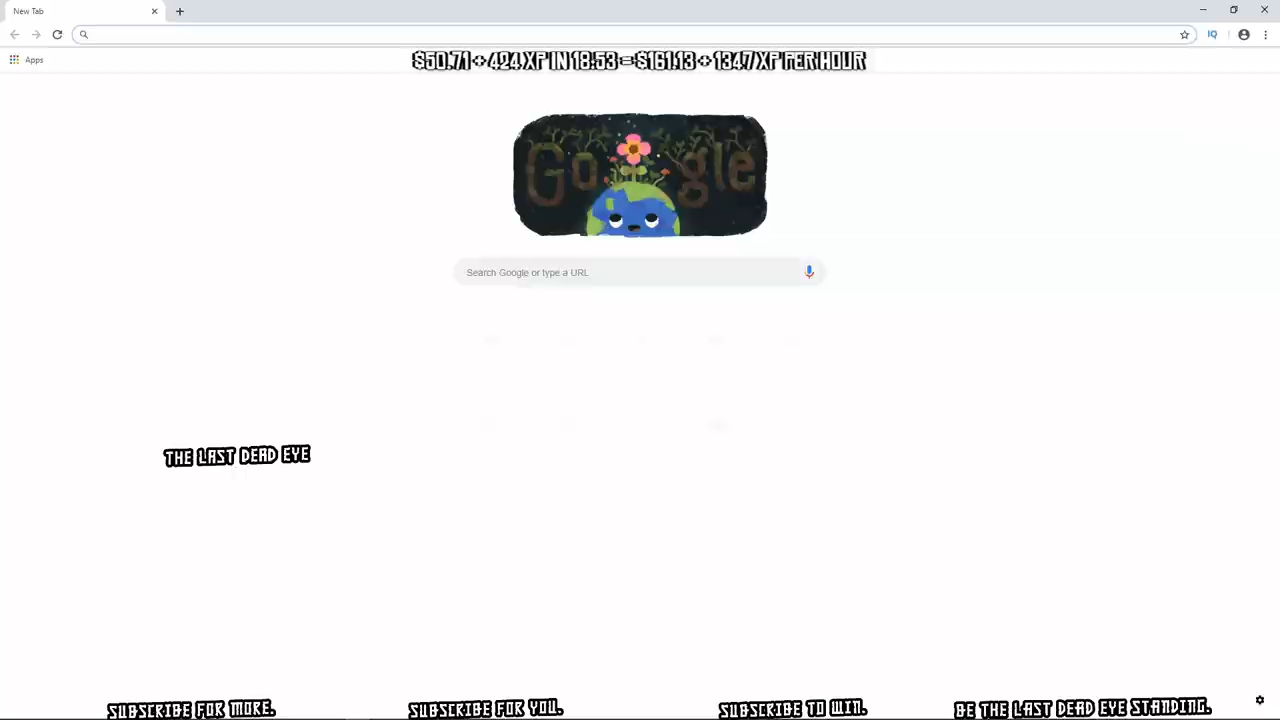 New Tab
IQ
Apps
$50.71 + 424 XP IN 18:53 = $161.13 + 1347 XP PER HOUR
Google
Search Google or type a URL
THE LAST DEAD EYE
SUBSCRIBE FOR MORE. SUBSCRIBE FOR YOU. SUBSCRIBE TO WIN. BE THE LAST DEAD EYE STANDING.